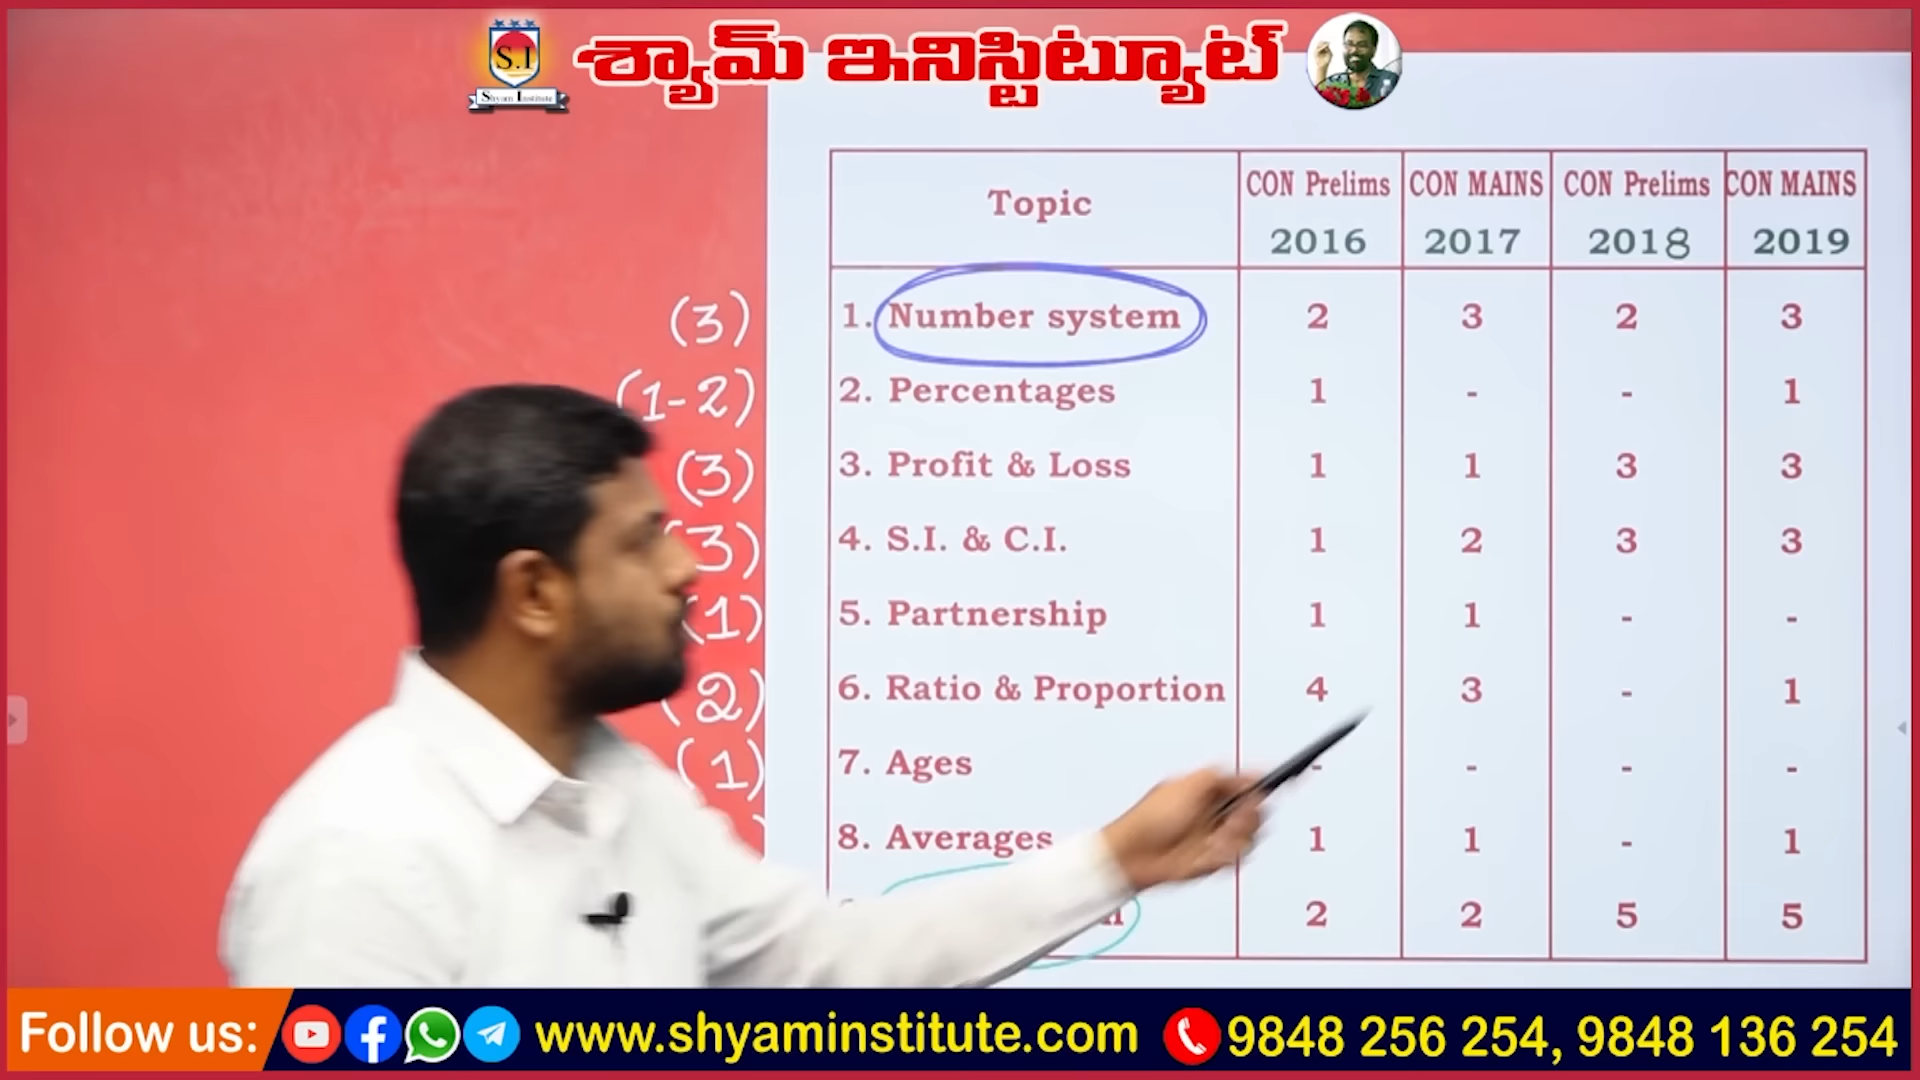 S.I
Shyam Institute
శ్యామ్ ఇనిస్టిట్యూట్
Topic CON Prelims 2016 CON MAINS 2017 CON Prelims 2018 CON MAINS 2019
(3) 1. Number system 2 3 2 3
(1-2) 2. Percentages 1 - - 1
(3) 3. Profit & Loss 1 1 3 3
(3) 4. S.I. & C.I. 1 2 3 3
(1) 5. Partnership 1 1 - -
(2) 6. Ratio & Proportion 4 3 - 1
(1) 7. Ages - - - -
8. Averages 1 1 - 1
2 2 5 5
Follow us: www.shyaminstitute.com 9848 256 254, 9848 136 254